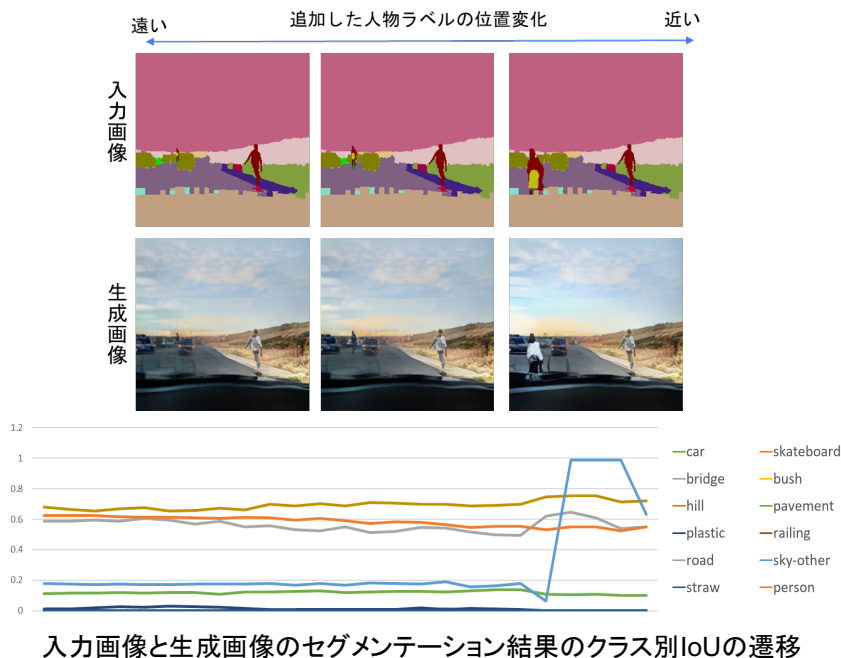 追加した人物ラベルの位置変化
遠い
近い
入力画像
生成画像
1.2
1
0.8
0.6
0.4
0.2
0
car
skateboard
bridge
bush
hill
pavement
plastic
railing
road
sky-other
straw
person
入力画像と生成画像のセグメンテーション結果のクラス別IoUの遷移